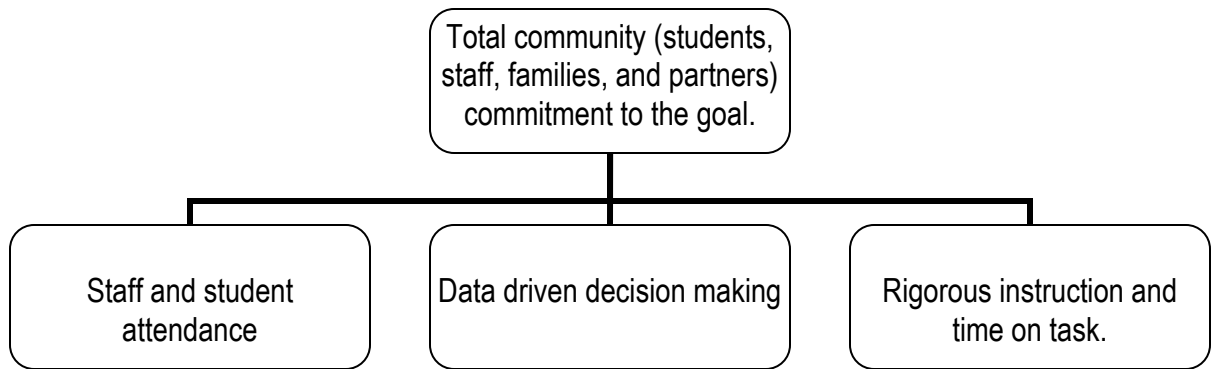 Total community (students,
staff, families, and partners)
commitment to the goal.
Staff and student
attendance
Data driven decision making
Rigorous instruction and
time on task.